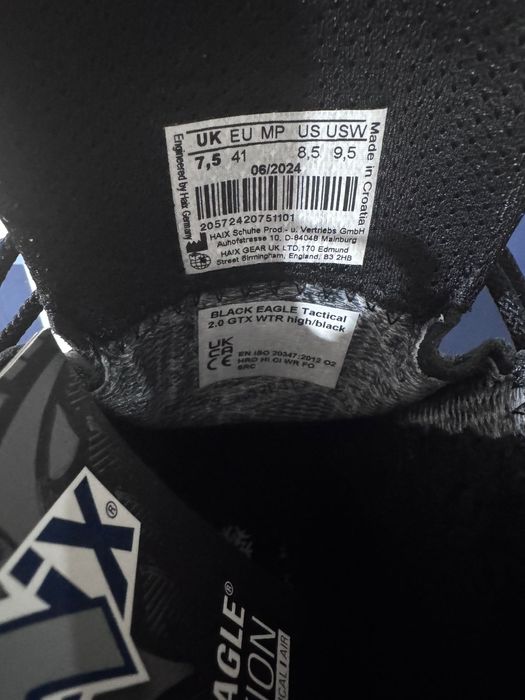 Engineered by Haix Germany
UK EU MP US USW
7,5 41 8,5 9,5
06/2024
20572420751101
HAIX Schuhe Prod.- u. Vertriebs GmbH
Auhofstrasse 10, D-84048 Mainburg
HAIX GEAR UK LTD.170 Edmund
Street Birmingham, England, B3 2HB
Made in Croatia
BLACK EAGLE Tactical
2.0 GTX WTR high/black
UK
CA
CE
EN ISO 20347:2012 O2
HRO HI CI WR FO
SRC
iX®
AGLE®
ION
CAL AIR